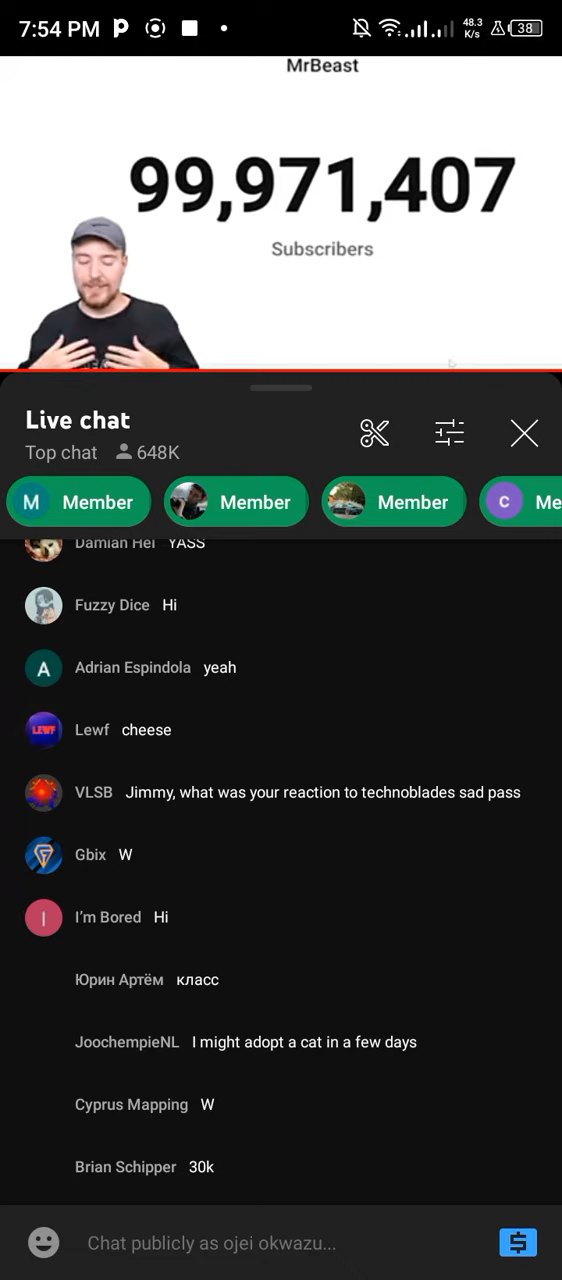 7:54 PM
48.3
K/s
38
MrBeast
99,971,407
Subscribers
Live chat
Top chat 648K
M Member
Member
Member
C Me
Damian Hei YASS
Fuzzy Dice Hi
A Adrian Espindola yeah
LEWF Lewf cheese
VLSB Jimmy, what was your reaction to technoblades sad pass
Gbix W
I I'm Bored Hi
Юрин Артём класс
JoochempieNL I might adopt a cat in a few days
Cyprus Mapping W
Brian Schipper 30k
Chat publicly as ojei okwazu...